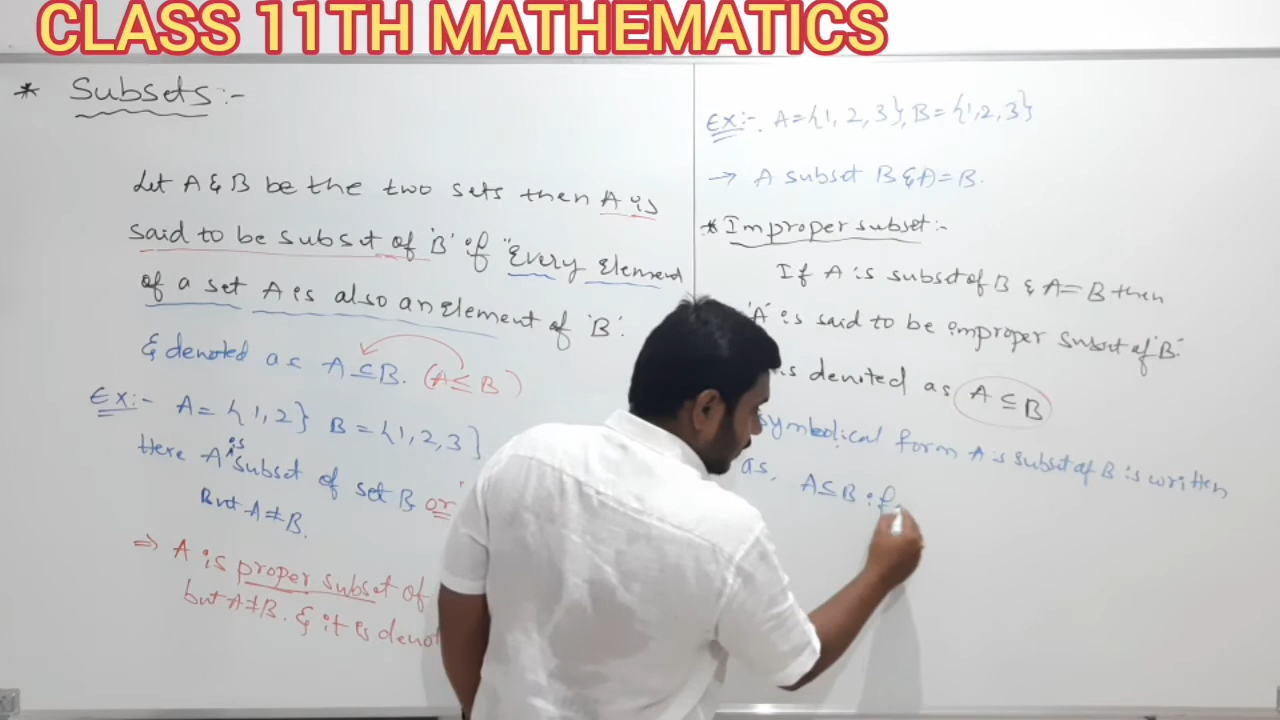 CLASS 11TH MATHEMATICS
* Subsets :-
Let A & B be the two sets then A is
said to be subset of 'B' if "Every Element
of a set A is also an element of 'B'.
& denoted as A ⊆ B. (A ≤ B)
Ex:- A = {1, 2} B = {1, 2, 3}
Here A is subset of set B or
But A ≠ B.
⇒ A is proper subset of
but A ≠ B. & it is denot
Ex:- A = {1, 2, 3}, B = {1, 2, 3}
→ A subset B & A = B.
* Improper subset :-
If A is subset of B & A = B then
'A' is said to be improper subset of 'B'.
is denoted as A ⊆ B
symbolical form A is subset of B is written
as, A ⊆ B if